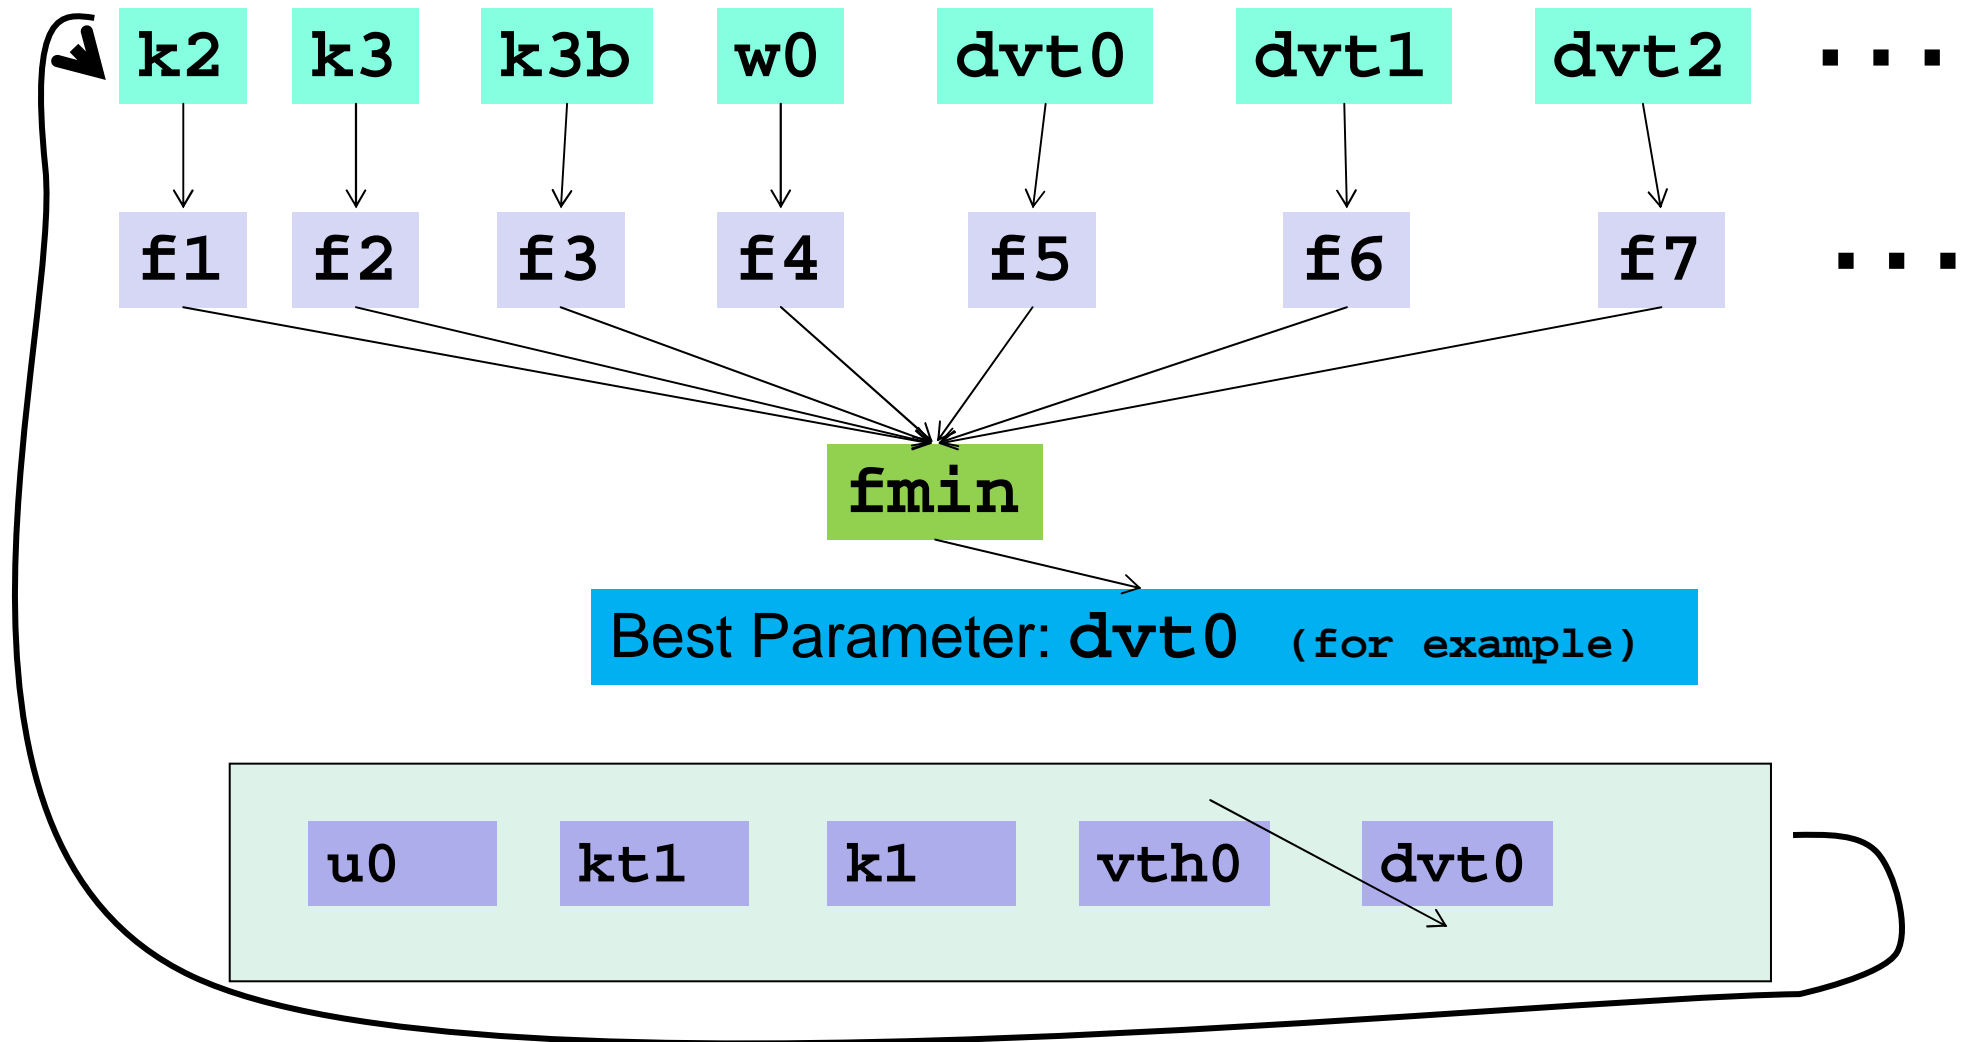 k2 k3 k3b w0 dvt0 dvt1 dvt2 ...
f1 f2 f3 f4 f5 f6 f7 ...
fmin
Best Parameter: dvt0 (for example)
u0 kt1 k1 vth0 dvt0